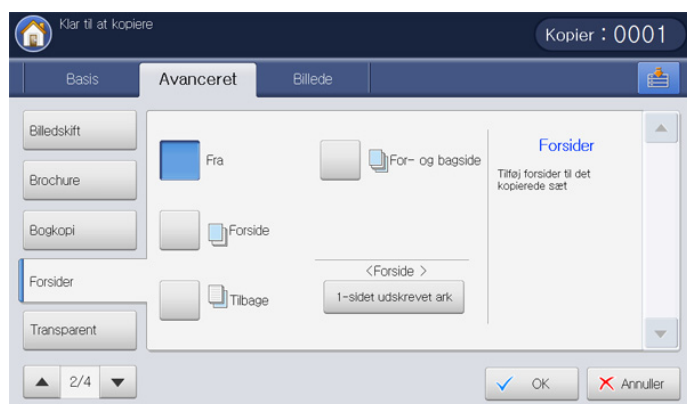 Klar til at kopiere
Kopier : 0001
Basis
Avanceret
Billede
Billedskift
Brochure
Bogkopi
Forsider
Transparent
2/4
Fra
For- og bagside
Forside
Tilbage
<Forside >
1-sidet udskrevet ark
Forsider
Tilføj forsider til det
kopierede sæt
OK
Annuller